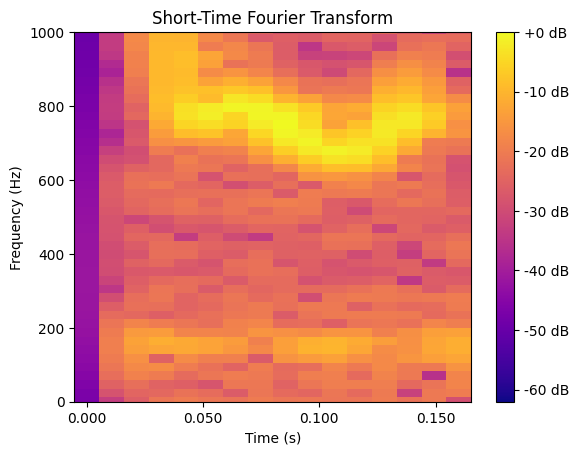 Short-Time Fourier Transform
1000
800
600
400
200
0
Frequency (Hz)
0.000
0.050
0.100
0.150
Time (s)
+0 dB
-10 dB
-20 dB
-30 dB
-40 dB
-50 dB
-60 dB